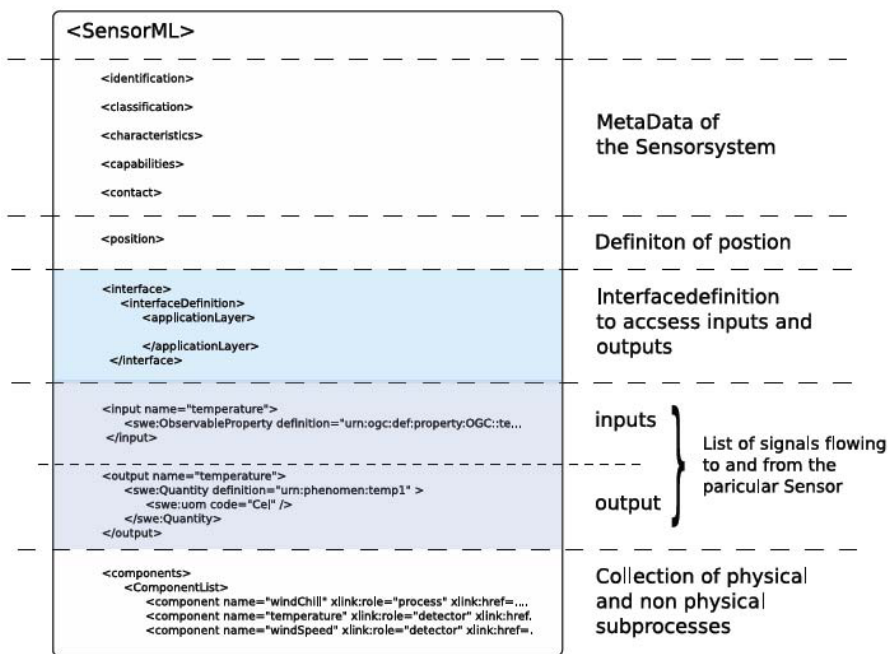 <SensorML>
<identification>
<classification>
<characteristics>
<capabilities>
<contact>
MetaData of
the Sensorsystem
<position>
Definiton of postion
<interface>
<interfaceDefinition>
<applicationLayer>
</applicationLayer>
</interface>
Interfacedefinition
to accsess inputs and
outputs
<input name="temperature">
<swe:ObservableProperty definition="urn:ogc:def:property:OGC::te...
</input>
inputs
<output name="temperature">
<swe:Quantity definition="urn:phenomen:temp1" >
<swe:uom code="Cel" />
</swe:Quantity>
</output>
output
List of signals flowing
to and from the
paricular Sensor
<components>
<ComponentList>
<component name="windChill" xlink:role="process" xlink:href=....
<component name="temperature" xlink:role="detector" xlink:href.
<component name="windSpeed" xlink:role="detector" xlink:href=.
Collection of physical
and non physical
subprocesses